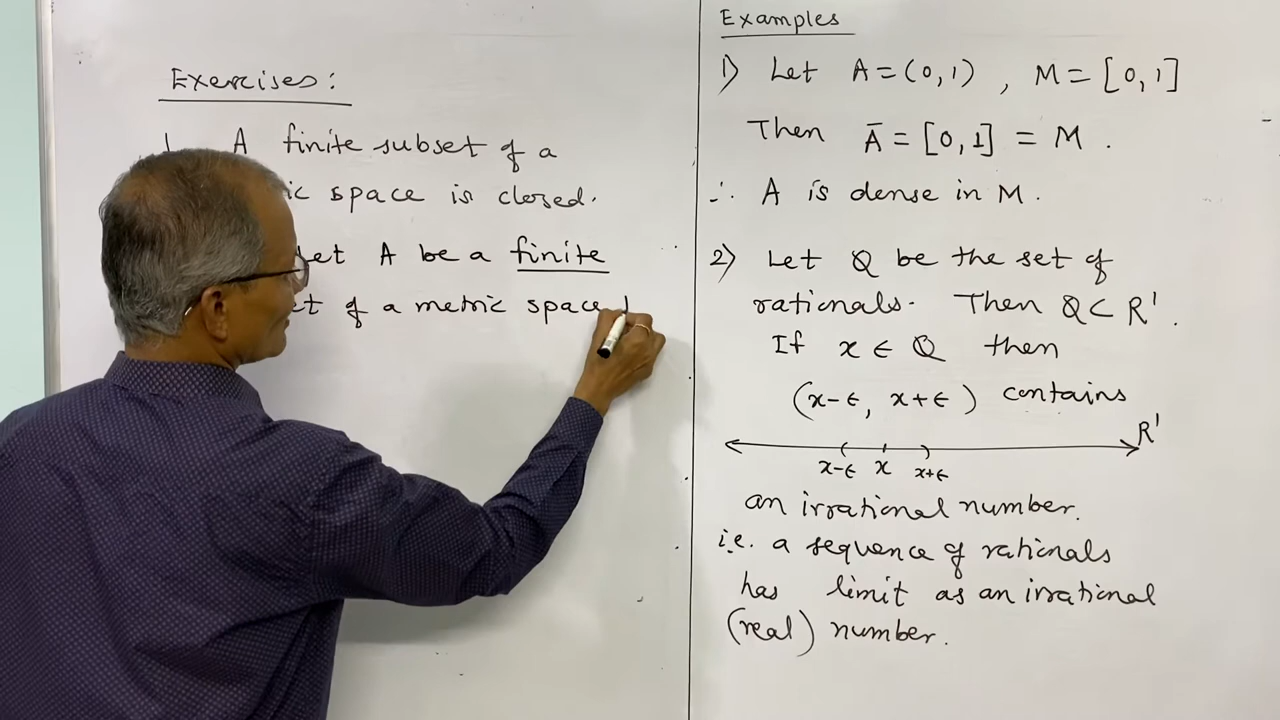 Exercises:
A finite subset of a
ic space is closed.
et A be a finite
et of a metric space
Examples
1) Let A = (0,1) , M = [0,1]
Then Ā = [0,1] = M .
∴ A is dense in M .
2) Let Q be the set of
rationals. Then Q ⊂ R¹ .
If x ∈ Q then
(x-ϵ, x+ϵ) contains
R¹
x-ϵ x x+ϵ
an irrational number.
i.e. a sequence of rationals
has limit as an irrational
(real) number.